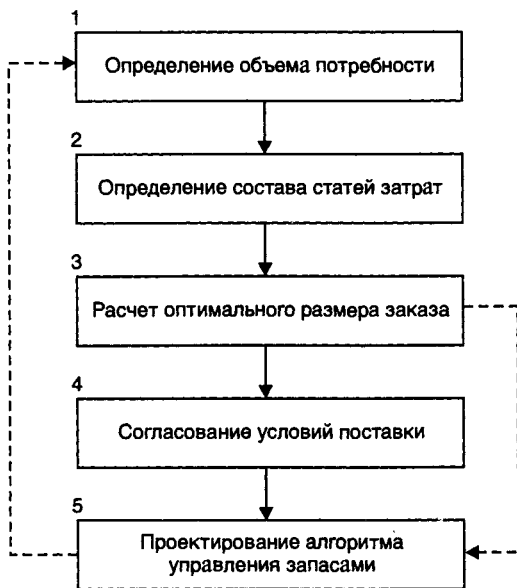 1
Определение объема потребности
2
Определение состава статей затрат
3
Расчет оптимального размера заказа
4
Согласование условий поставки
5
Проектирование алгоритма
управления запасами